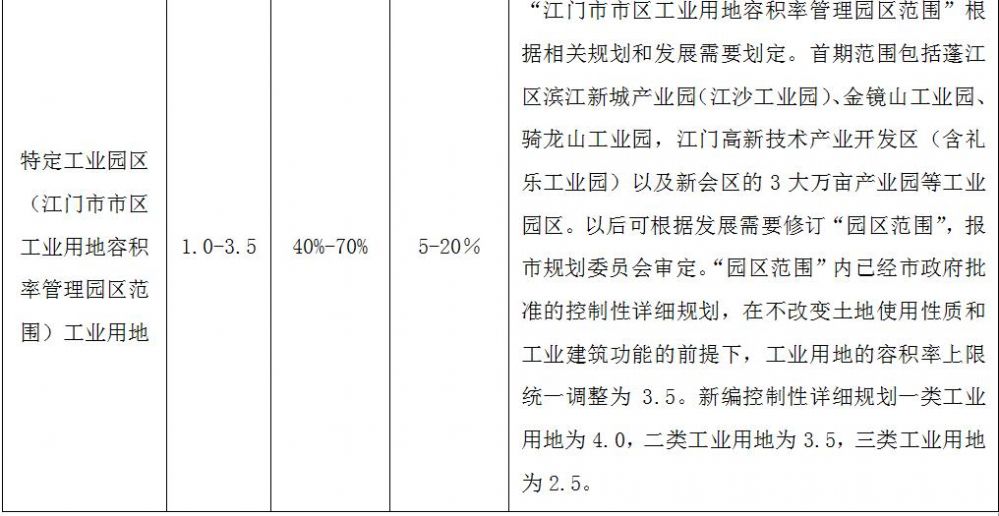 特定工业园区
（江门市市区
工业用地容积
率管理园区范
围）工业用地
1.0-3.5
40%-70%
5-20%
“江门市市区工业用地容积率管理园区范围”根
据相关规划和发展需要划定。首期范围包括蓬江
区滨江新城产业园(江沙工业园)、金镜山工业园、
骑龙山工业园，江门高新技术产业开发区（含礼
乐工业园）以及新会区的 3 大万亩产业园等工业
园区。以后可根据发展需要修订“园区范围”，报
市规划委员会审定。“园区范围”内已经市政府批
准的控制性详细规划，在不改变土地使用性质和
工业建筑功能的前提下，工业用地的容积率上限
统一调整为 3.5。新编控制性详细规划一类工业
用地为 4.0，二类工业用地为 3.5，三类工业用地
为 2.5。